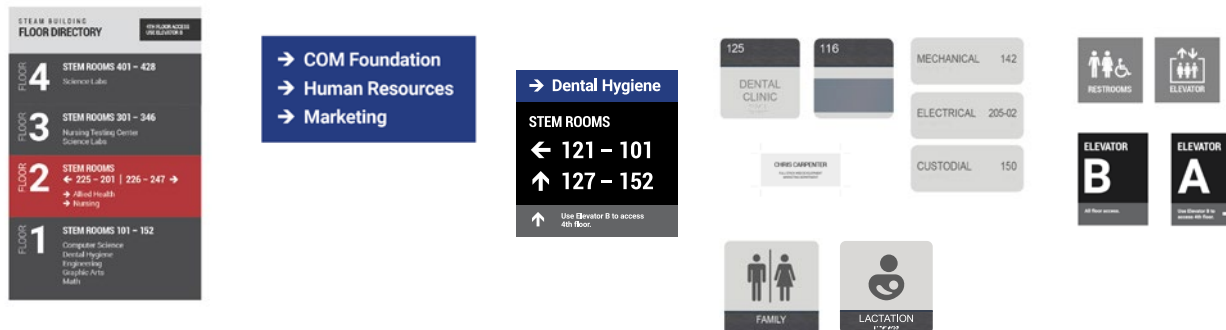 STEAM BUILDING
FLOOR DIRECTORY
4TH FLOOR ACCESS
USE ELEVATOR B
FLOOR 4
STEM ROOMS 401 – 428
Science Labs
FLOOR 3
STEM ROOMS 301 – 346
Nursing Testing Center
Science Labs
FLOOR 2
STEM ROOMS
← 225 – 201 | 226 – 247 →
→ Allied Health
→ Nursing
FLOOR 1
STEM ROOMS 101 – 152
Computer Science
Dental Hygiene
Engineering
Graphic Arts
Math
→ COM Foundation
→ Human Resources
→ Marketing
→ Dental Hygiene
STEM ROOMS
← 121 – 101
↑ 127 – 152
↑ Use Elevator B to access
4th floor.
125
DENTAL
CLINIC
116
CHRIS CARPENTER
MECHANICAL 142
ELECTRICAL 205-02
CUSTODIAL 150
FAMILY
LACTATION
RESTROOMS
ELEVATOR
ELEVATOR
B
All floor access.
ELEVATOR
A
Use Elevator B to
access 4th floor.